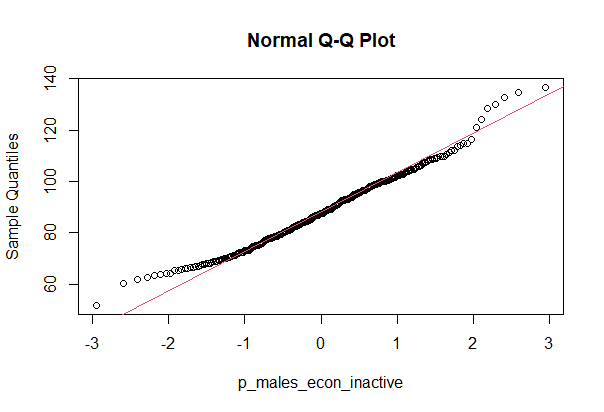 Normal Q-Q Plot
Sample Quantiles
140
120
100
80
60
-3 -2 -1 0 1 2 3
p_males_econ_inactive